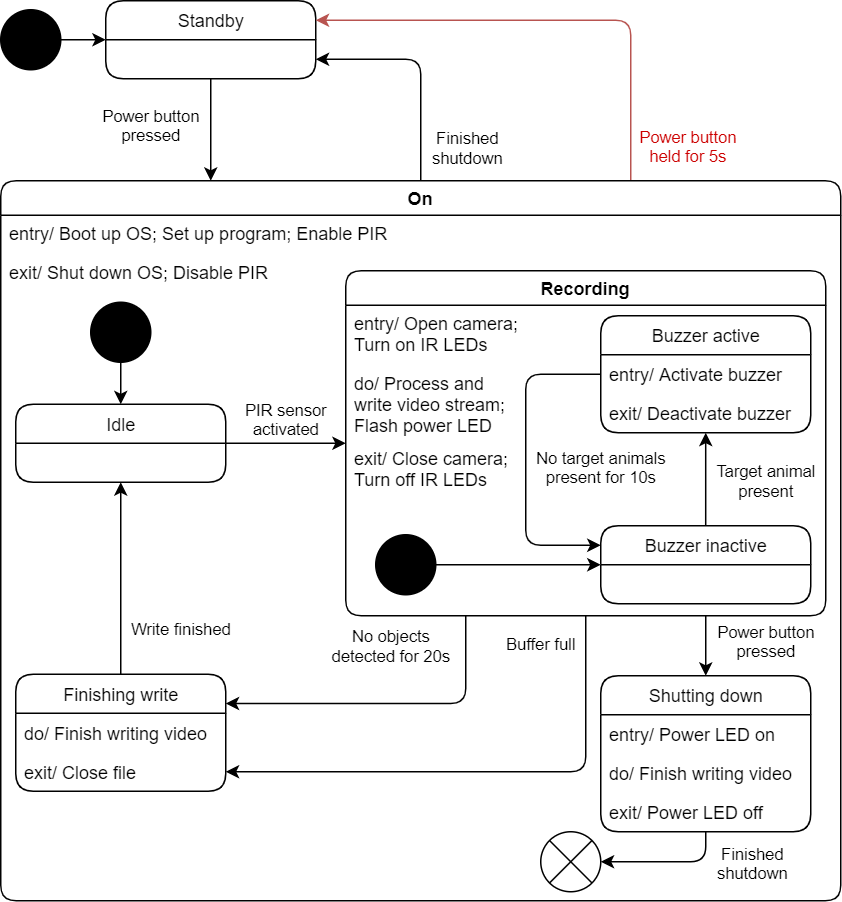 Standby
Power button
pressed
Finished
shutdown
Power button
held for 5s
On
entry/ Boot up OS; Set up program; Enable PIR
exit/ Shut down OS; Disable PIR
Idle
PIR sensor
activated
Recording
entry/ Open camera;
Turn on IR LEDs
do/ Process and
write video stream;
Flash power LED
exit/ Close camera;
Turn off IR LEDs
Buzzer active
entry/ Activate buzzer
exit/ Deactivate buzzer
No target animals
present for 10s
Target animal
present
Buzzer inactive
Write finished
No objects
detected for 20s
Buffer full
Power button
pressed
Finishing write
do/ Finish writing video
exit/ Close file
Shutting down
entry/ Power LED on
do/ Finish writing video
exit/ Power LED off
Finished
shutdown